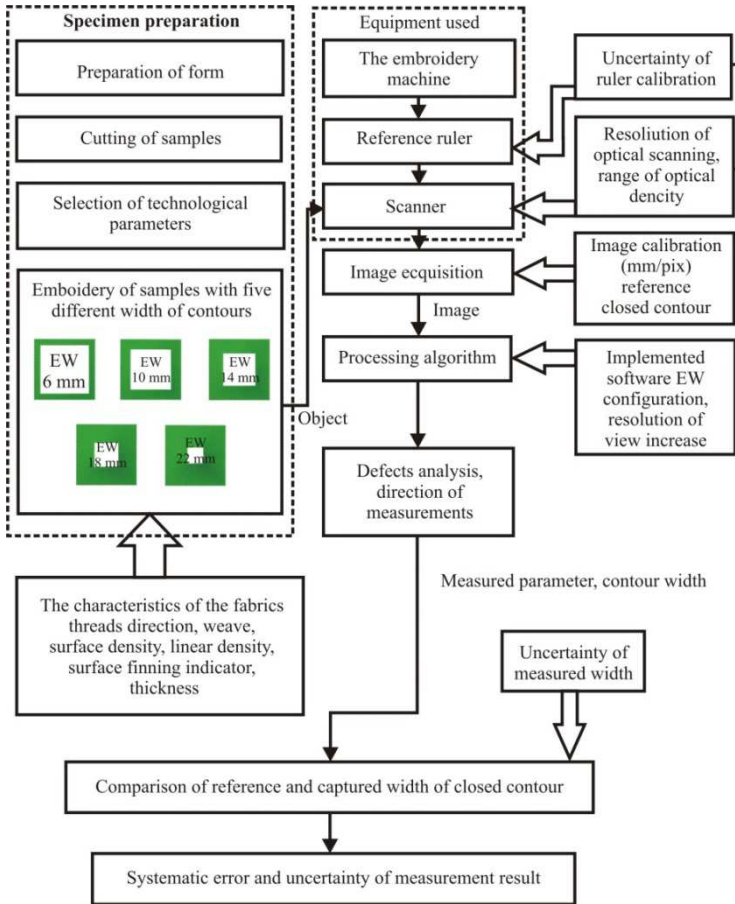 Specimen preparation
Preparation of form
Cutting of samples
Selection of technological
parameters
Emboidery of samples with five
different width of contours
EW
6 mm
EW
10 mm
EW
14 mm
EW
18 mm
EW
22 mm
The characteristics of the fabrics
threads direction, weave,
surface density, linear density,
surface finning indicator,
thickness
Equipment used
The embroidery
machine
Reference ruler
Scanner
Object
Image ecquisition
Image
Processing algorithm
Defects analysis,
direction of
measurements
Uncertainty of
ruler calibration
Resoliution of
optical scanning,
range of optical
dencity
Image calibration
(mm/pix)
reference
closed contour
Implemented
software EW
configuration,
resolution of
view increase
Measured parameter, contour width
Uncertainty of
measured width
Comparison of reference and captured width of closed contour
Systematic error and uncertainty of measurement result